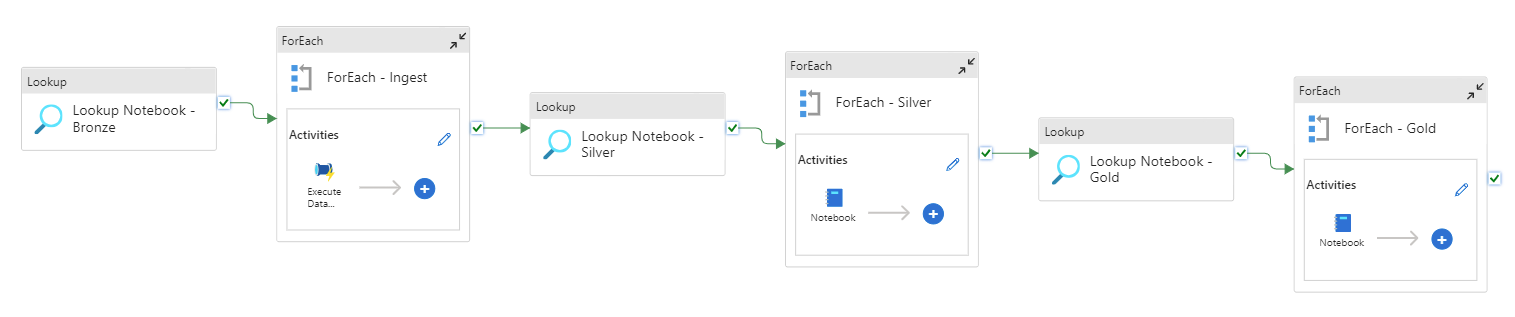 Lookup
Lookup Notebook -
Bronze
ForEach
ForEach - Ingest
Activities
Execute
Data...
Lookup
Lookup Notebook -
Silver
ForEach
ForEach - Silver
Activities
Notebook
Lookup
Lookup Notebook -
Gold
ForEach
ForEach - Gold
Activities
Notebook